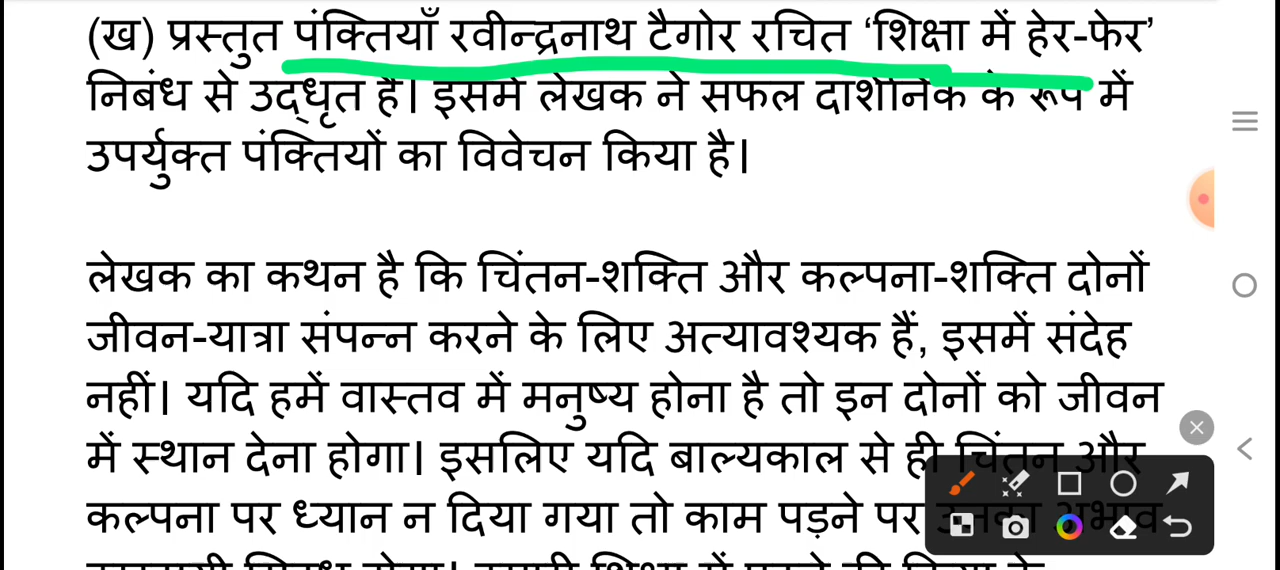 (ख) प्रस्तुत पंक्तियाँ रवीन्द्रनाथ टैगोर रचित ‘शिक्षा में हेर-फेर’
निबंध से उद्धृत हैं। इसमें लेखक ने सफल दार्शनिक के रूप में
उपर्युक्त पंक्तियों का विवेचन किया है।
लेखक का कथन है कि चिंतन-शक्ति और कल्पना-शक्ति दोनों
जीवन-यात्रा संपन्न करने के लिए अत्यावश्यक हैं, इसमें संदेह
नहीं। यदि हमें वास्तव में मनुष्य होना है तो इन दोनों को जीवन
में स्थान देना होगा। इसलिए यदि बाल्यकाल से ही चिंतन और
कल्पना पर ध्यान न दिया गया तो काम पड़ने पर उनका अभाव